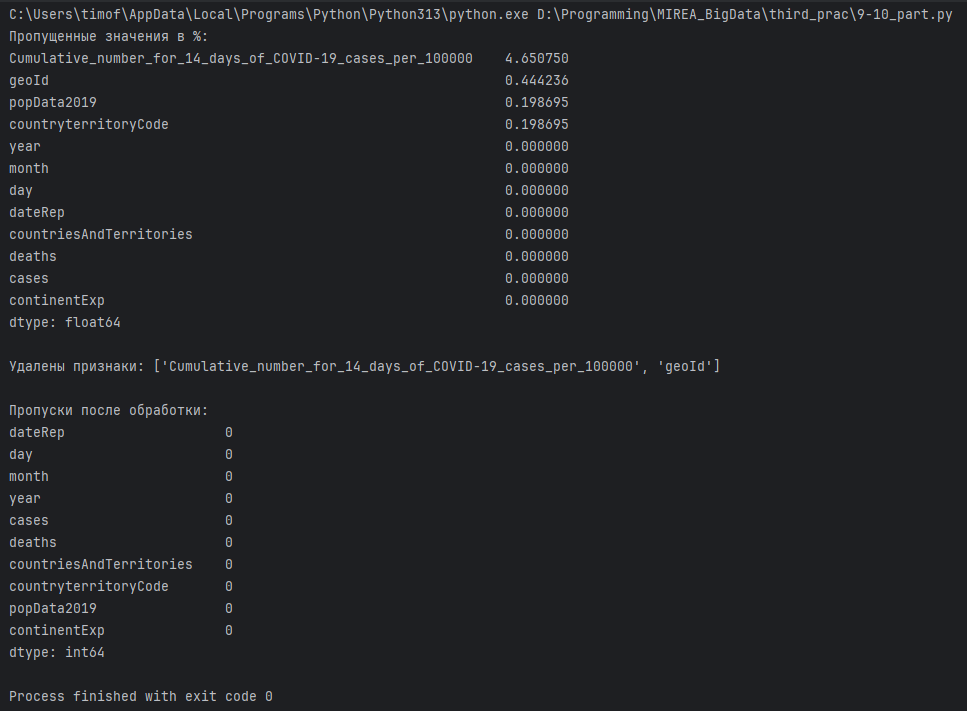 C:\Users\timof\AppData\Local\Programs\Python\Python313\python.exe D:\Programming\MIREA_BigData\third_prac\9-10_part.py
Пропущенные значения в %:
Cumulative_number_for_14_days_of_COVID-19_cases_per_100000    4.650750
geoId                                                         0.444236
popData2019                                                   0.198695
countryterritoryCode                                          0.198695
year                                                          0.000000
month                                                         0.000000
day                                                           0.000000
dateRep                                                       0.000000
countriesAndTerritories                                       0.000000
deaths                                                        0.000000
cases                                                         0.000000
continentExp                                                  0.000000
dtype: float64
Удалены признаки: ['Cumulative_number_for_14_days_of_COVID-19_cases_per_100000', 'geoId']
Пропуски после обработки:
dateRep                    0
day                        0
month                      0
year                       0
cases                      0
deaths                     0
countriesAndTerritories    0
countryterritoryCode       0
popData2019                0
continentExp               0
dtype: int64
Process finished with exit code 0